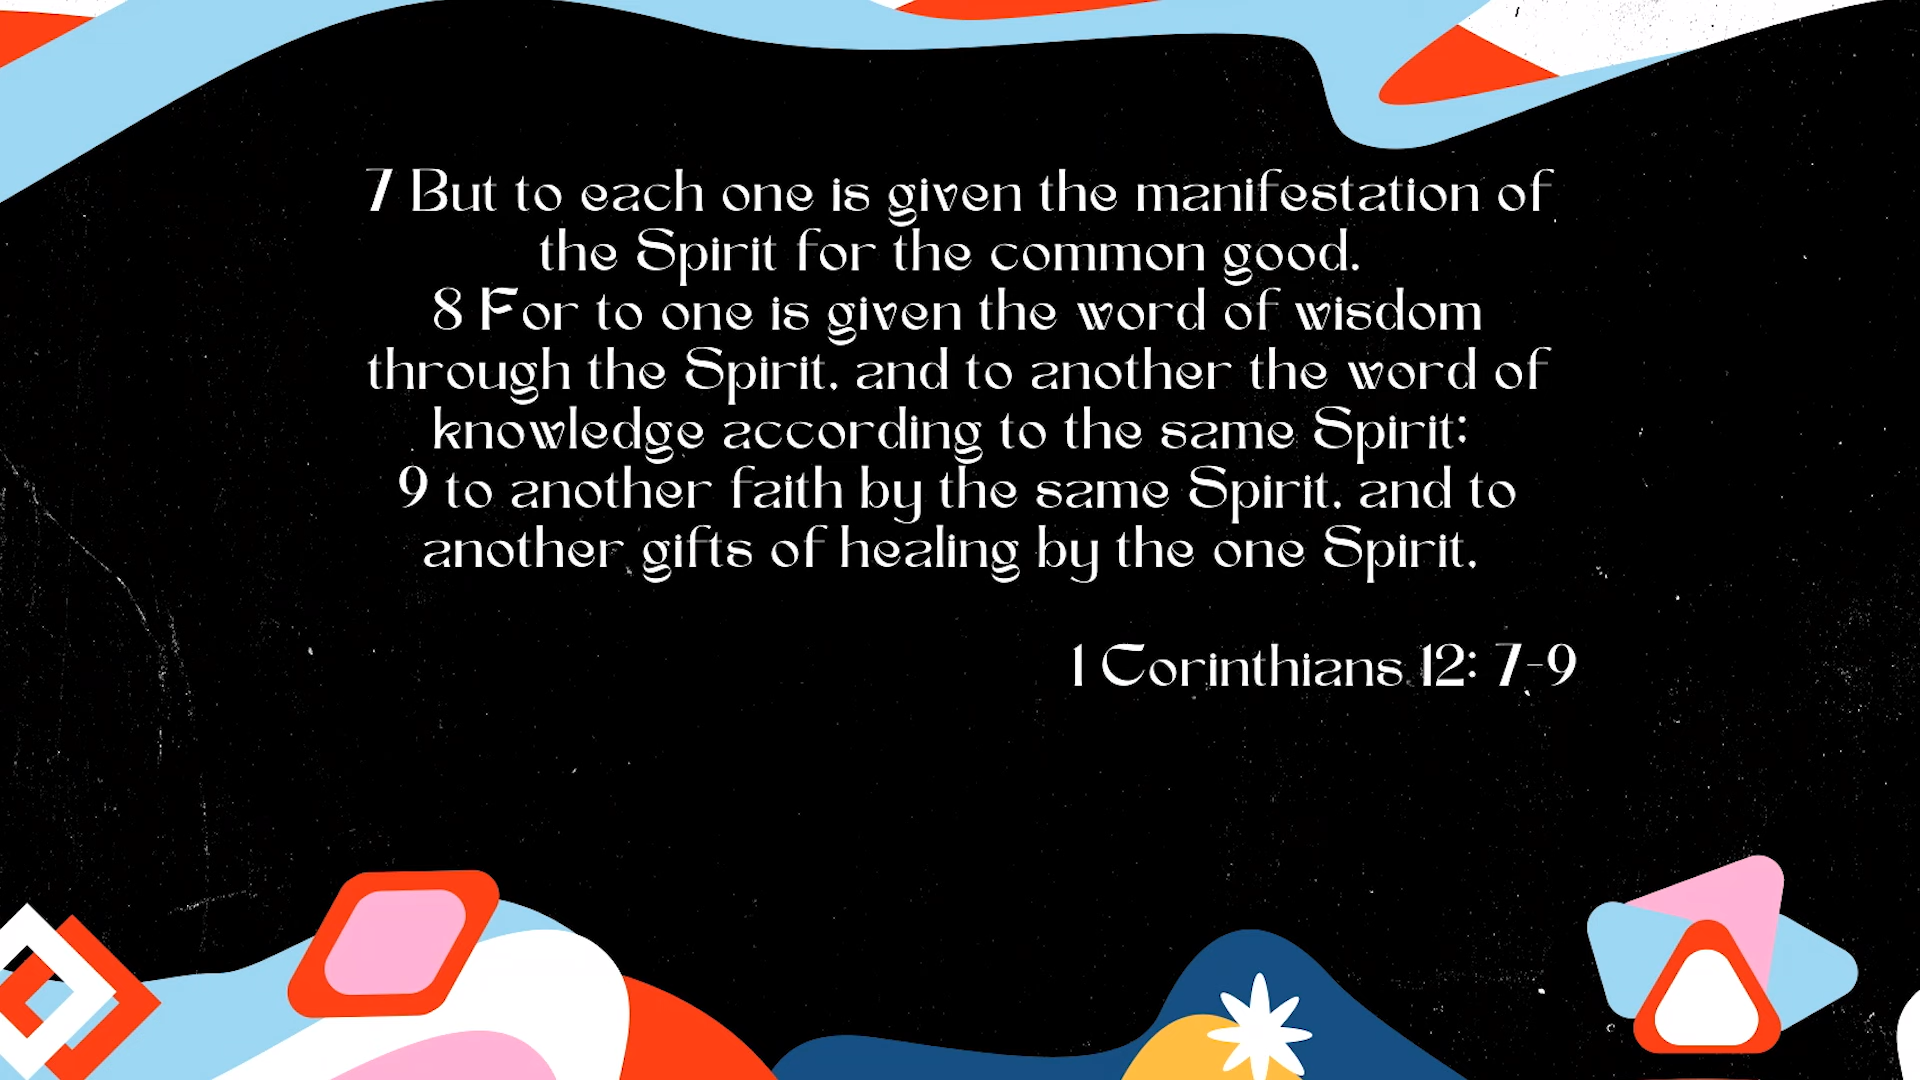 7 But to each one is given the manifestation of
the Spirit for the common good.
8 For to one is given the word of wisdom
through the Spirit, and to another the word of
knowledge according to the same Spirit;
9 to another faith by the same Spirit, and to
another gifts of healing by the one Spirit,
1 Corinthians 12: 7-9